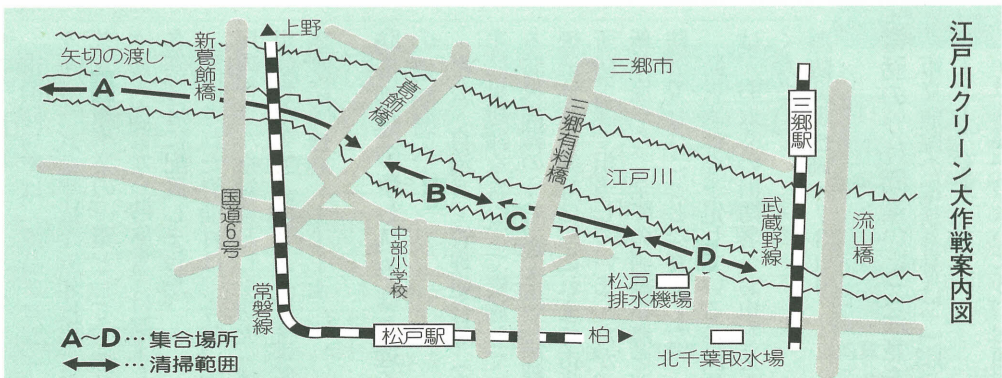 江戸川クリーン大作戦案内図
上野
矢切の渡し
新葛飾橋
A
葛飾橋
三郷市
三郷有料橋
三郷駅
江戸川
B
C
D
武蔵野線
流山橋
国道6号
中部小学校
松戸
排水機場
常磐線
松戸駅
柏
北千葉取水場
A～D…集合場所
…清掃範囲